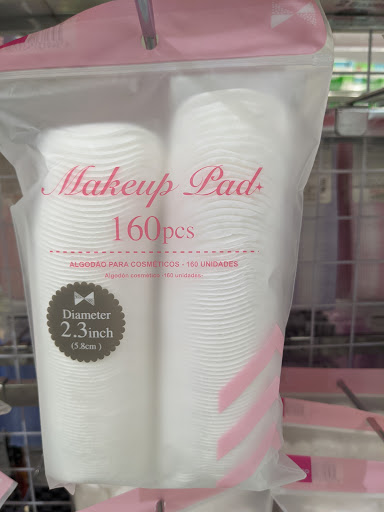 Makeup Pad
160pcs
ALGODÃO PARA COSMÉTICOS - 160 UNIDADES
Algodón cosmético -160 unidades
Diameter
2.3inch
(5.8cm)